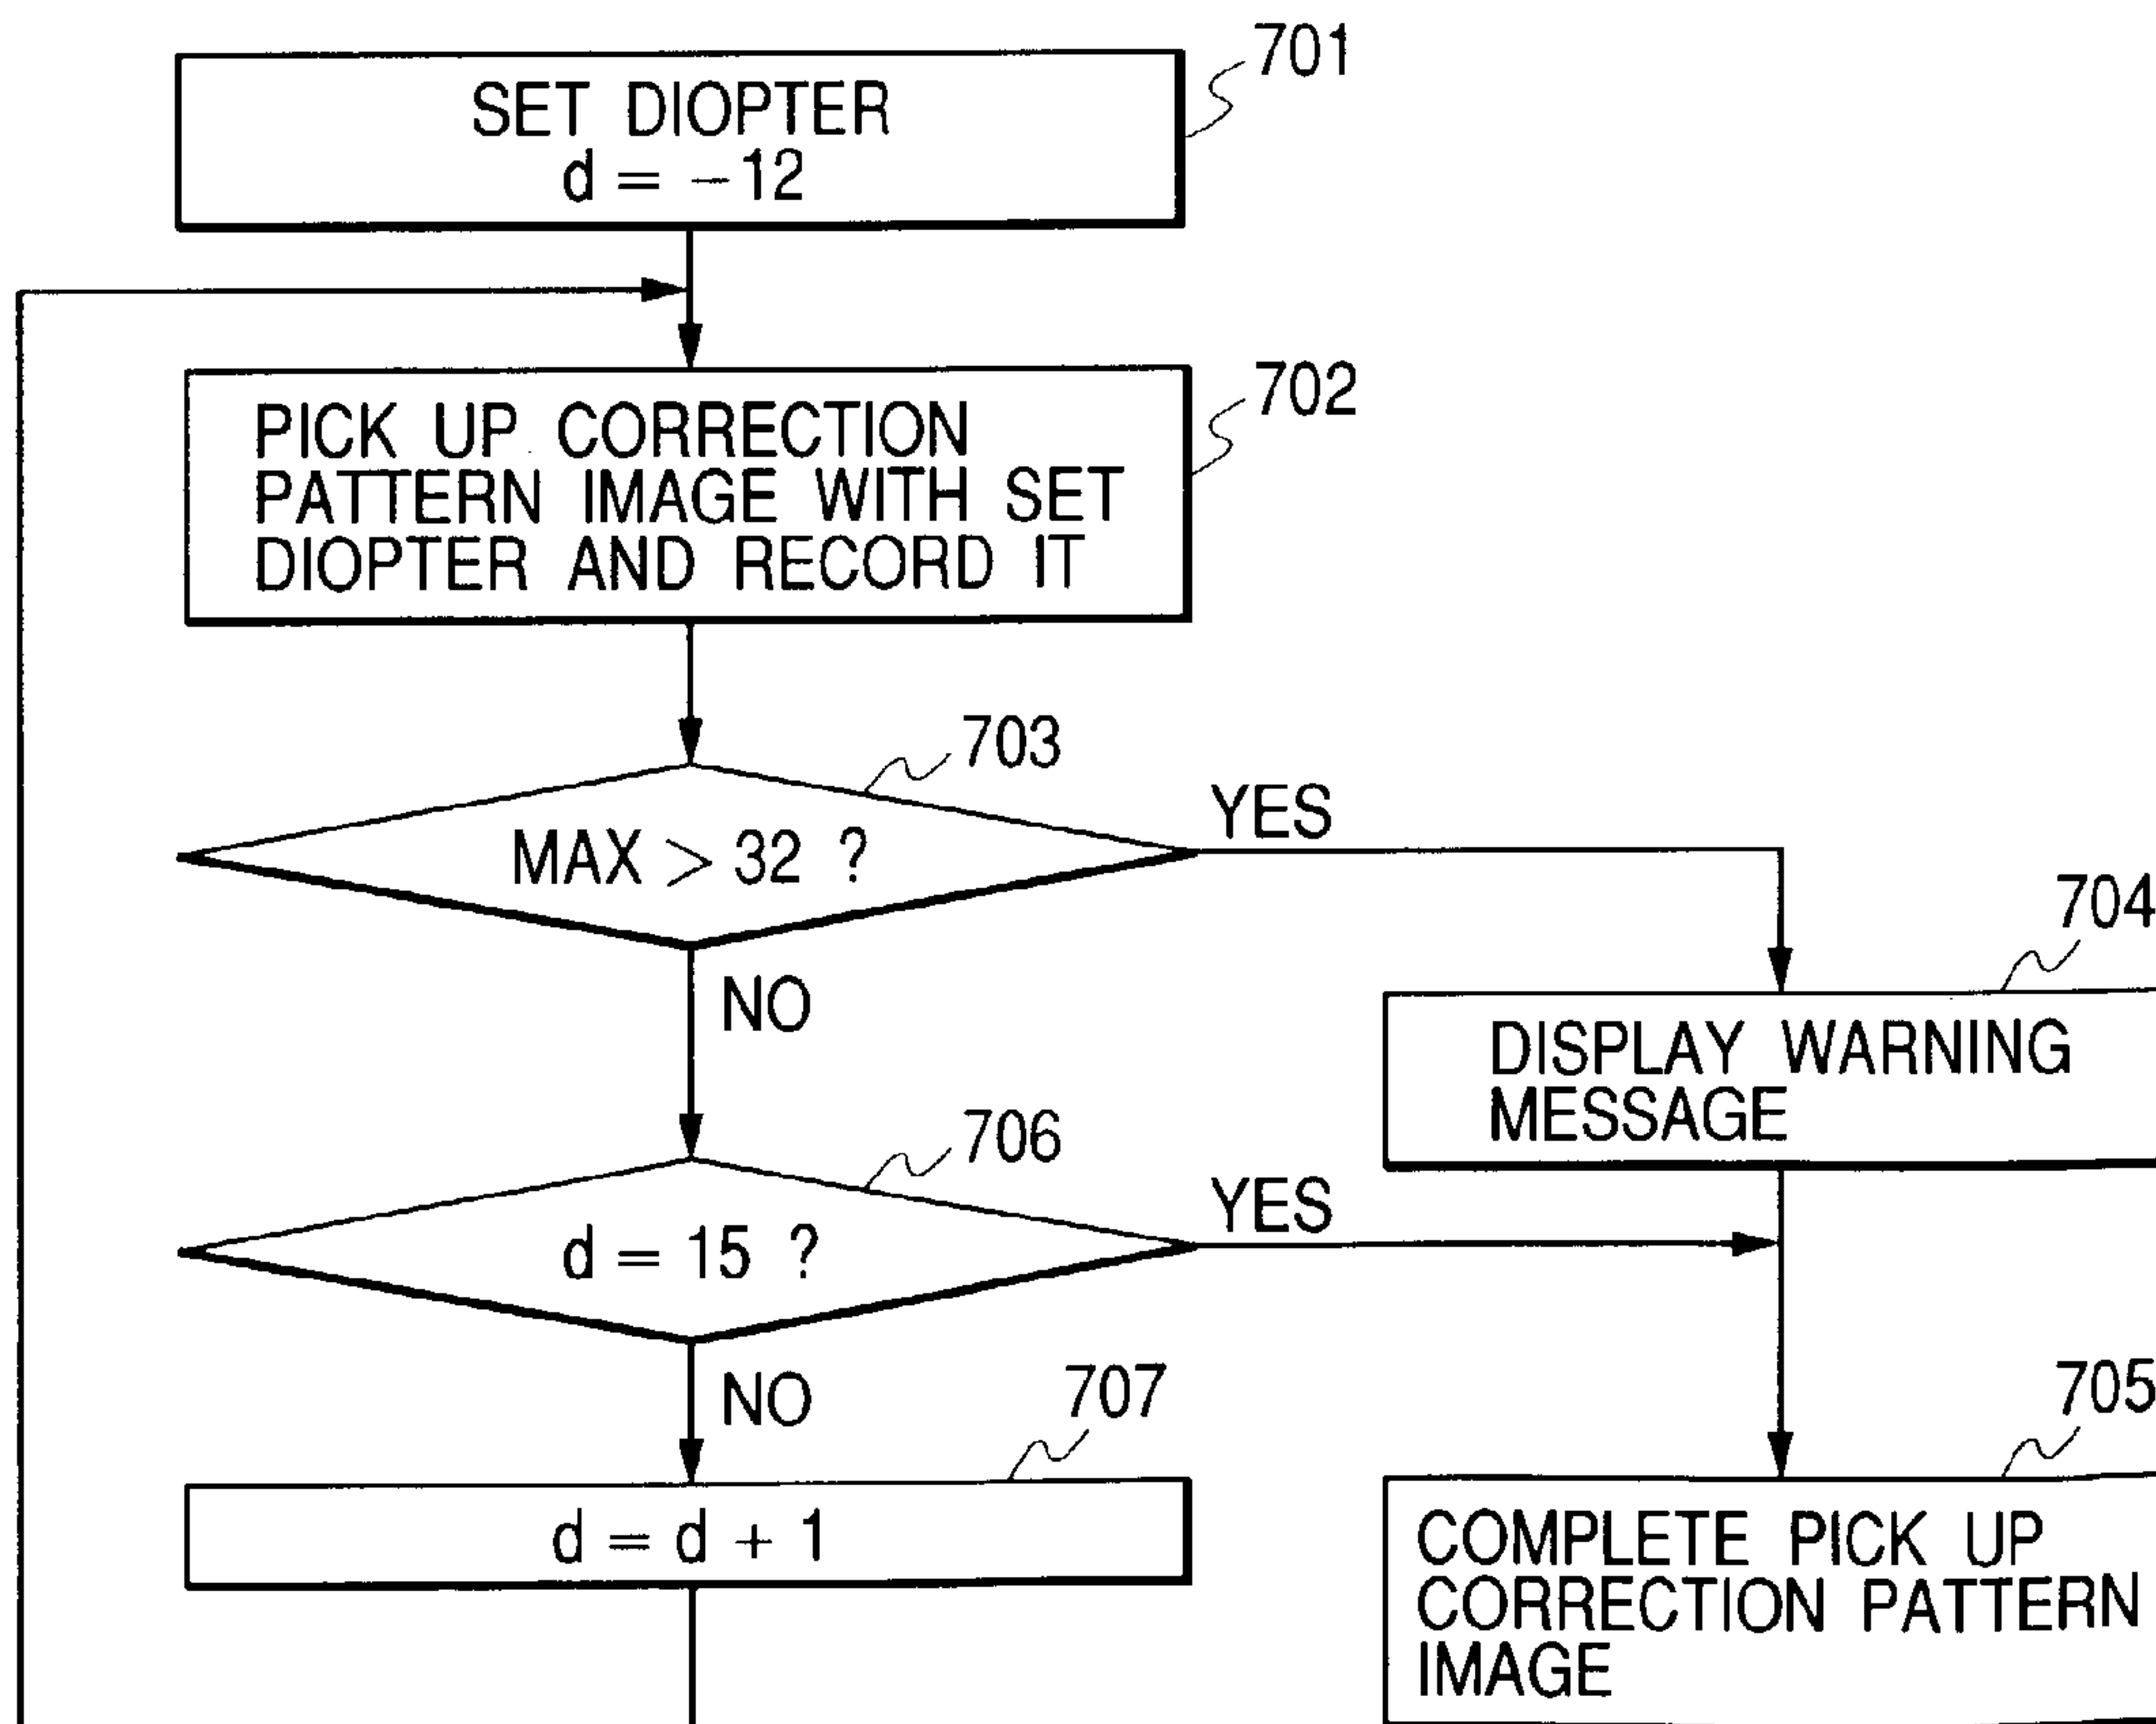 701
SET DIOPTER
d = −12
702
PICK UP CORRECTION
PATTERN IMAGE WITH SET
DIOPTER AND RECORD IT
703
MAX > 32 ?
YES
NO
704
DISPLAY WARNING
MESSAGE
706
d = 15 ?
YES
NO
707
d = d + 1
705
COMPLETE PICK UP
CORRECTION PATTERN
IMAGE